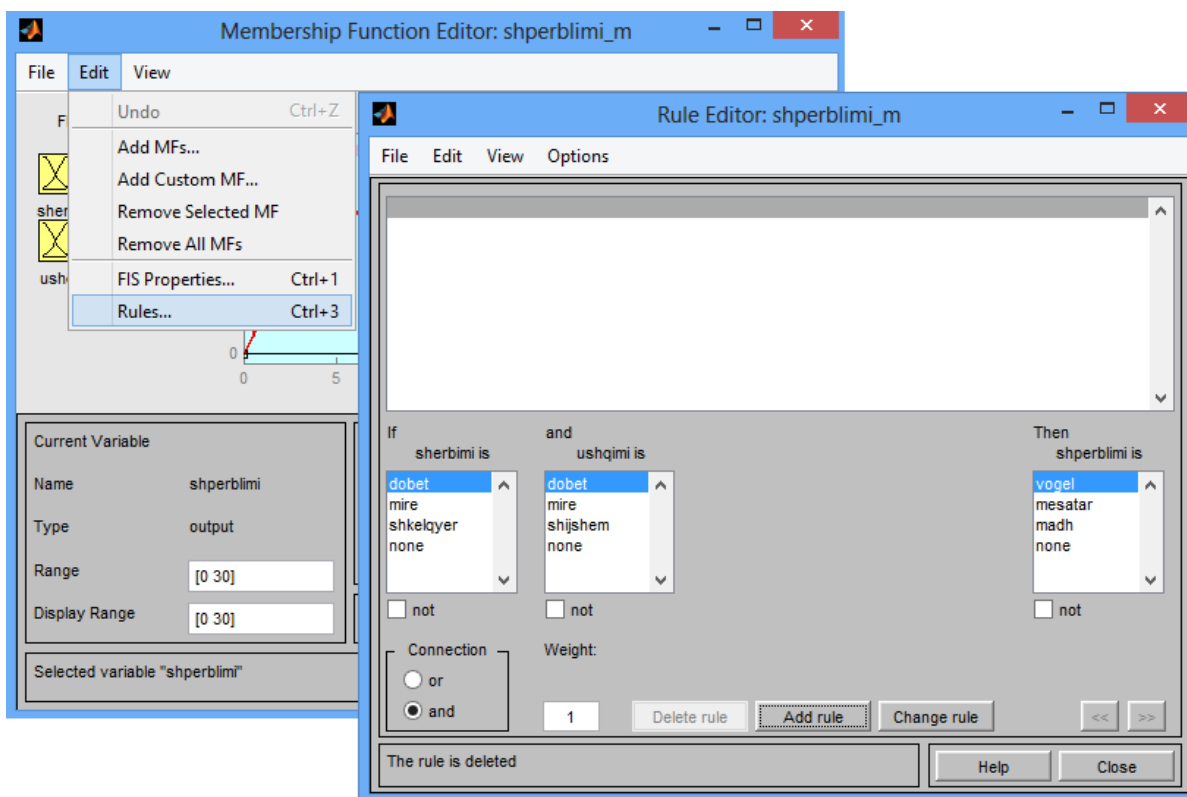 Membership Function Editor: shperblimi_m
File Edit View
Undo Ctrl+Z
Add MFs...
Add Custom MF...
Remove Selected MF
Remove All MFs
FIS Properties... Ctrl+1
Rules... Ctrl+3
0
0 5
Current Variable
Name shperblimi
Type output
Range [0 30]
Display Range [0 30]
Selected variable "shperblimi"
Rule Editor: shperblimi_m
File Edit View Options
If and Then
sherbimi is ushqimi is shperblimi is
dobet dobet vogel
mire mire mesatar
shkelqyer shijshem madh
none none none
not not not
Connection Weight:
or
and 1 Delete rule Add rule Change rule << >>
The rule is deleted Help Close